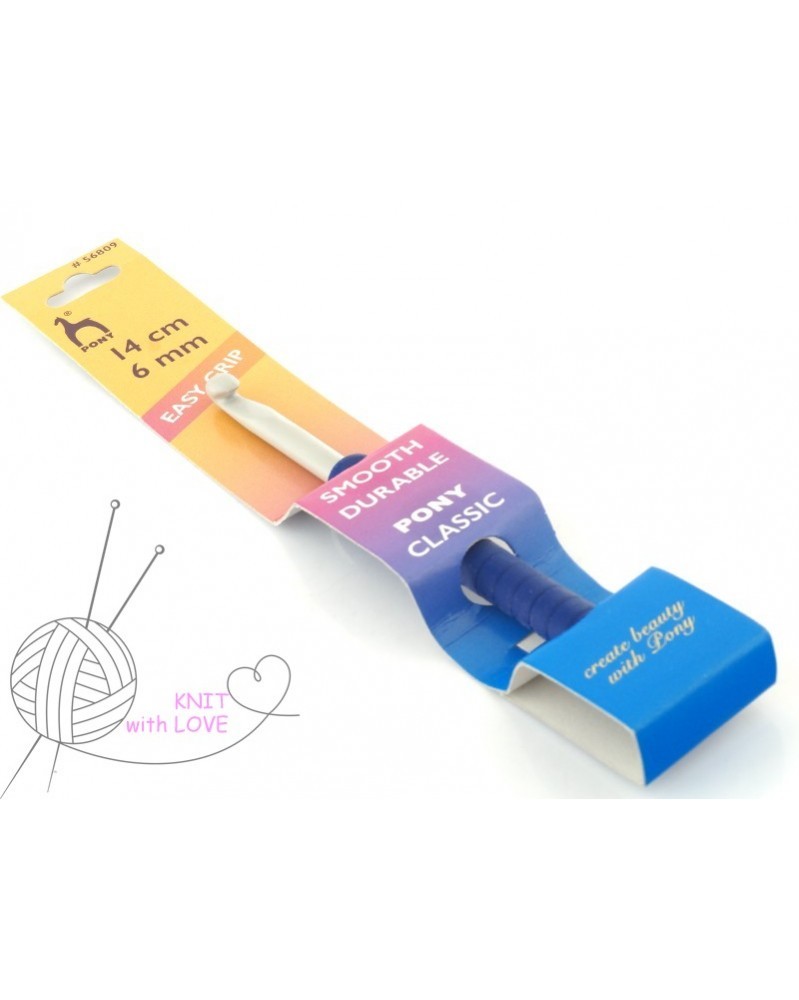 # 56809
PONY
®
14 cm
6 mm
EASY GRIP
SMOOTH
DURABLE
PONY
CLASSIC
create beauty
with Pony
KNIT
with LOVE